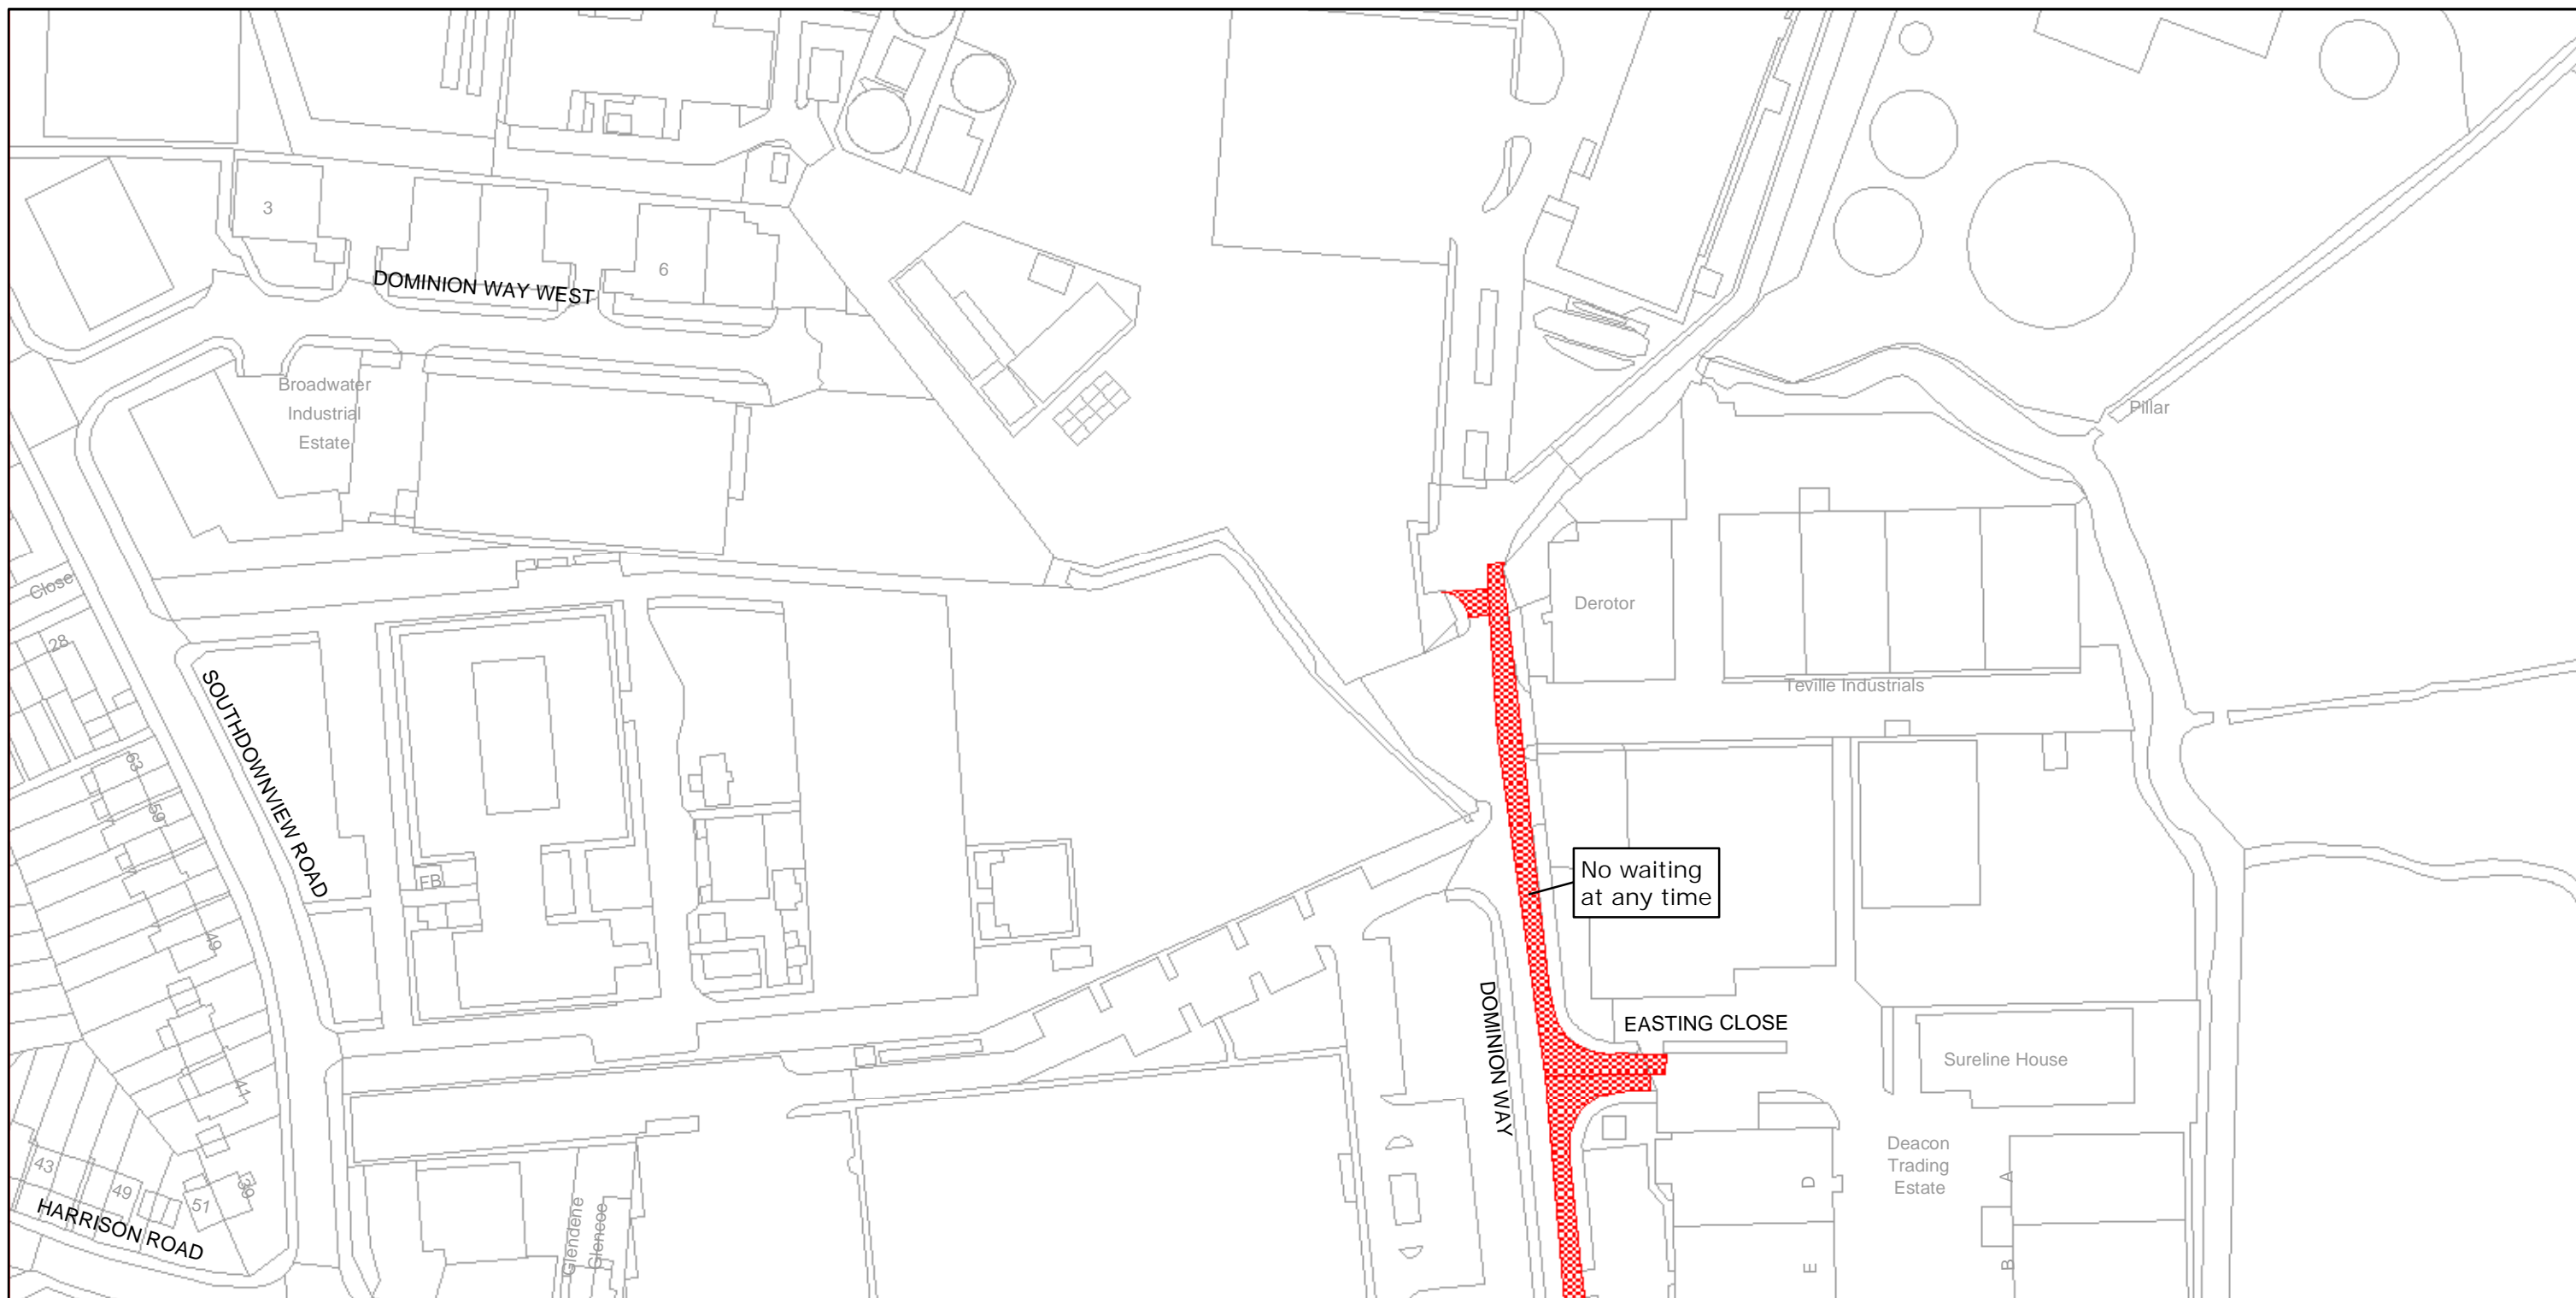 3
6
DOMINION WAY WEST
Broadwater
Industrial
Estate
Pillar
Close
28
Derotor
Teville Industrials
SOUTHDOWNVIEW ROAD
63
59
FB
49
No waiting
at any time
DOMINION WAY
EASTING CLOSE
Sureline House
41
Deacon
Trading
Estate
D
A
43
49
51
39
HARRISON ROAD
Glendene
Glencoe
E
B